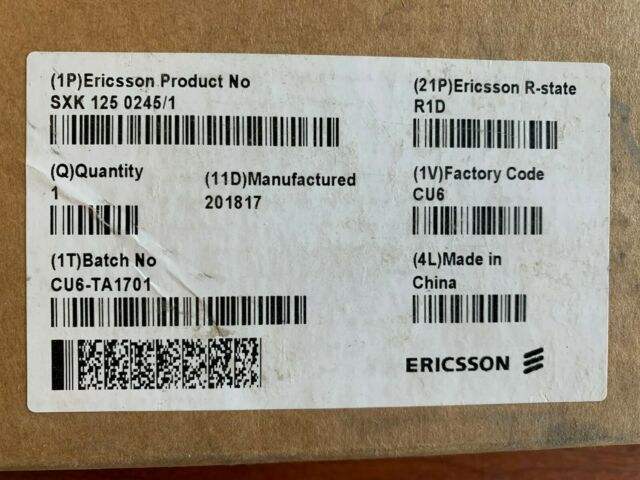 (1P)Ericsson Product No
SXK 125 0245/1
(21P)Ericsson R-state
R1D
(Q)Quantity
1
(11D)Manufactured
201817
(1V)Factory Code
CU6
(1T)Batch No
CU6-TA1701
(4L)Made in
China
ERICSSON